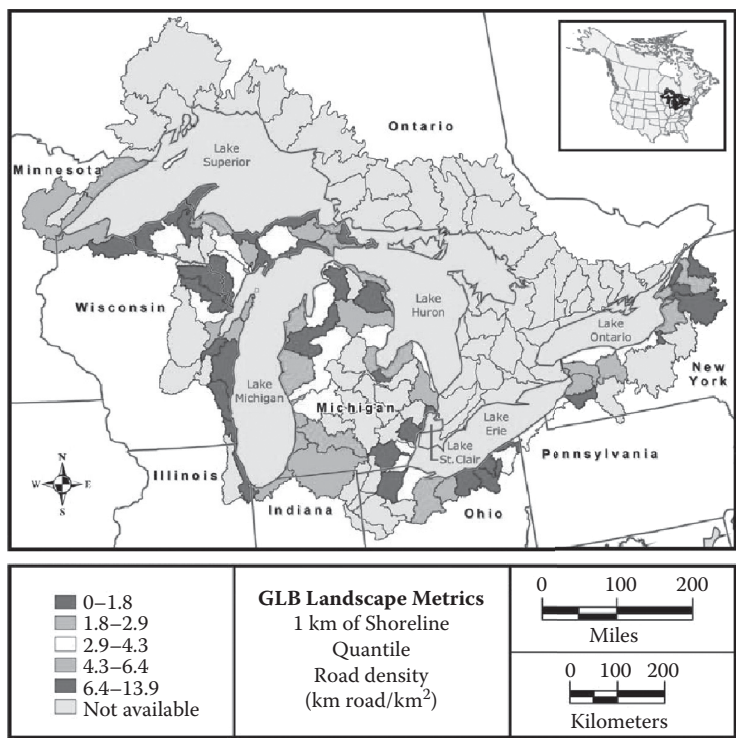 Ontario
Lake
Superior
Minnesota
Wisconsin
Lake
Huron
Lake
Ontario
New
York
Lake
Michigan
Michigan
Lake
Erie
Lake
St. Clair
Pennsylvania
Illinois
Indiana
Ohio
N
W E
S
0–1.8
1.8–2.9
2.9–4.3
4.3–6.4
6.4–13.9
Not available
GLB Landscape Metrics
1 km of Shoreline
Quantile
Road density
(km road/km²)
0 100 200
Miles
0 100 200
Kilometers